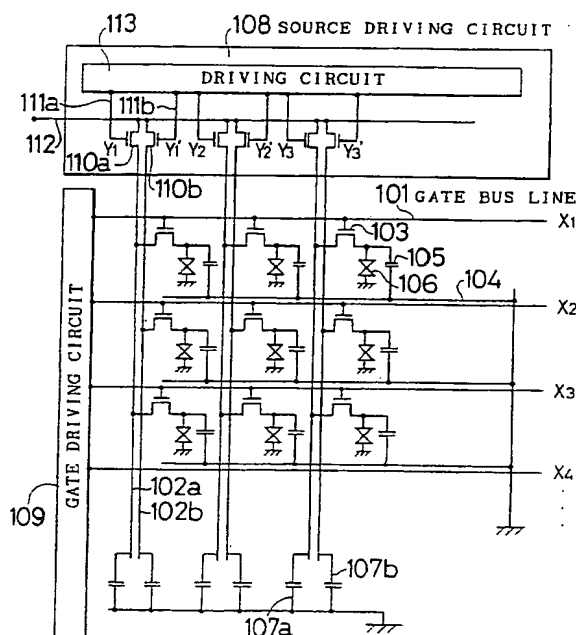 108 SOURCE DRIVING CIRCUIT
113
DRIVING CIRCUIT
111a
111b
112
Y1
Y1'
Y2
Y2'
Y3
Y3'
110a
110b
101 GATE BUS LINE
X1
103
105
106
104
X2
X3
X4
GATE DRIVING CIRCUIT
109
102a
102b
107b
107a